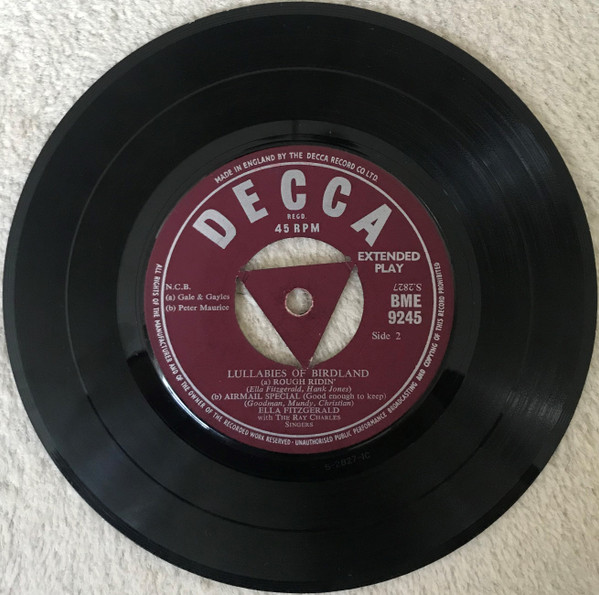 MADE IN ENGLAND BY THE DECCA RECORD CO LTD.
DECCA
REGD.
45 RPM
EXTENDED
PLAY
N.C.B.
(a) Gale & Gayles
(b) Peter Maurice
S.2827
BME
9245
Side 2
LULLABIES OF BIRDLAND
(a) ROUGH RIDIN'
(Ella Fitzgerald, Hank Jones)
(b) AIRMAIL SPECIAL (Good enough to keep)
(Goodman, Mundy, Christian)
ELLA FITZGERALD
with THE RAY CHARLES
SINGERS
ALL RIGHTS OF THE MANUFACTURER AND OF THE OWNER OF THE RECORDED WORK RESERVED · UNAUTHORISED PUBLIC PERFORMANCE BROADCASTING AND COPYING OF THIS RECORD PROHIBITED